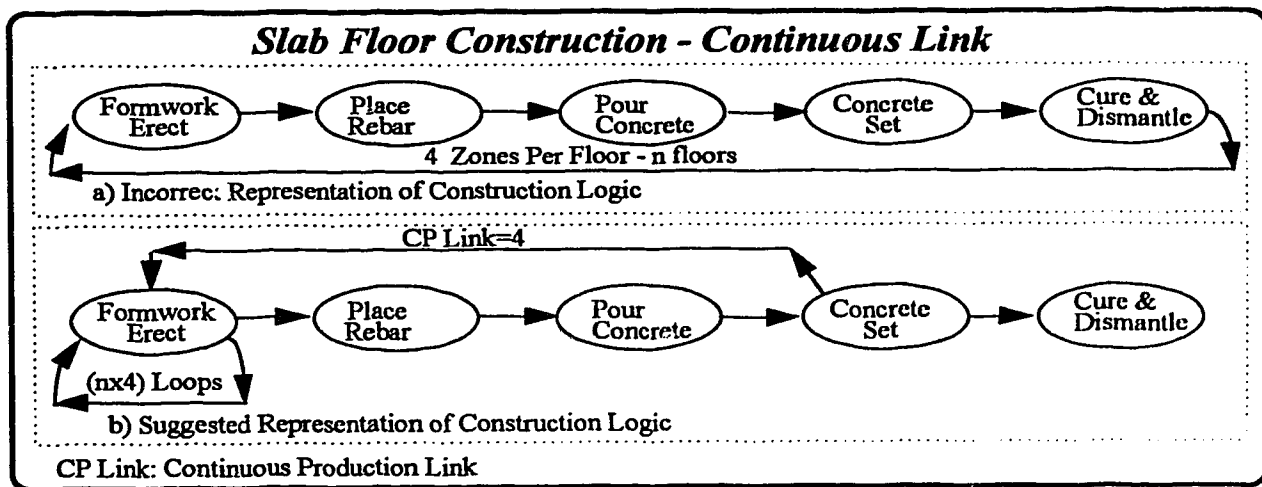 Slab Floor Construction - Continuous Link
Formwork
Erect
Place
Rebar
Pour
Concrete
Concrete
Set
Cure &
Dismantle
4 Zones Per Floor - n floors
a) Incorrec: Representation of Construction Logic
CP Link=4
Formwork
Erect
Place
Rebar
Pour
Concrete
Concrete
Set
Cure &
Dismantle
(nx4) Loops
b) Suggested Representation of Construction Logic
CP Link: Continuous Production Link